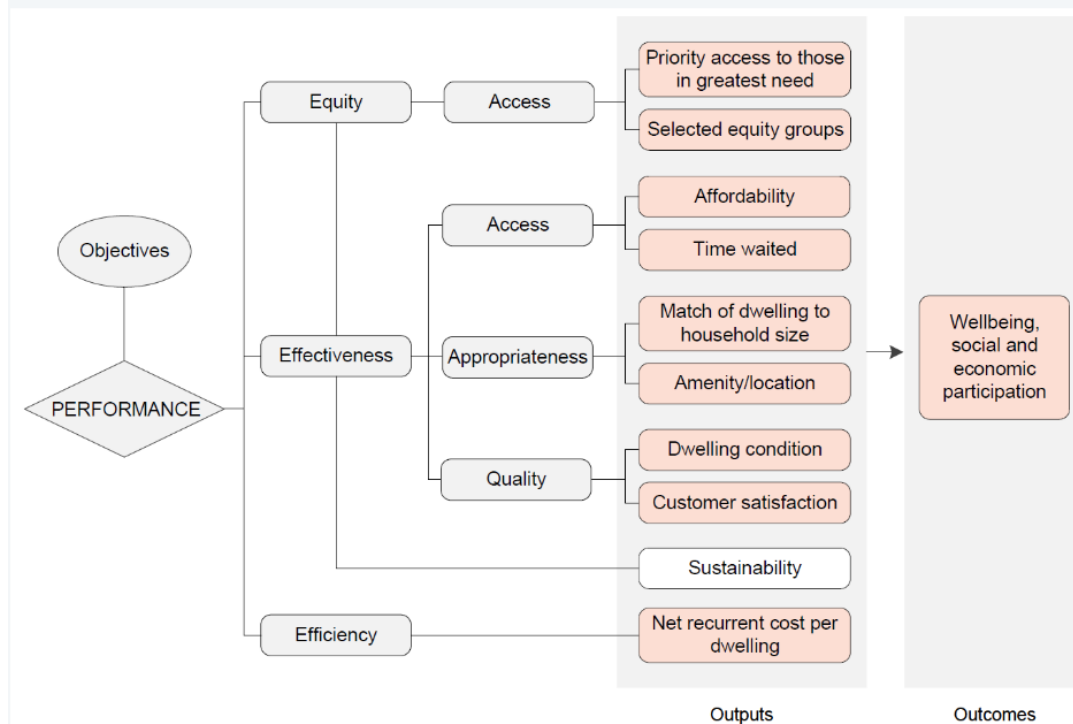 Priority access to those
in greatest need
Equity
Access
Selected equity groups
Affordability
Access
Objectives
Time waited
Match of dwelling to
household size
Wellbeing,
social and
economic
participation
Effectiveness
Appropriateness
Amenity/location
PERFORMANCE
Dwelling condition
Quality
Customer satisfaction
Sustainability
Efficiency
Net recurrent cost per
dwelling
Outputs
Outcomes